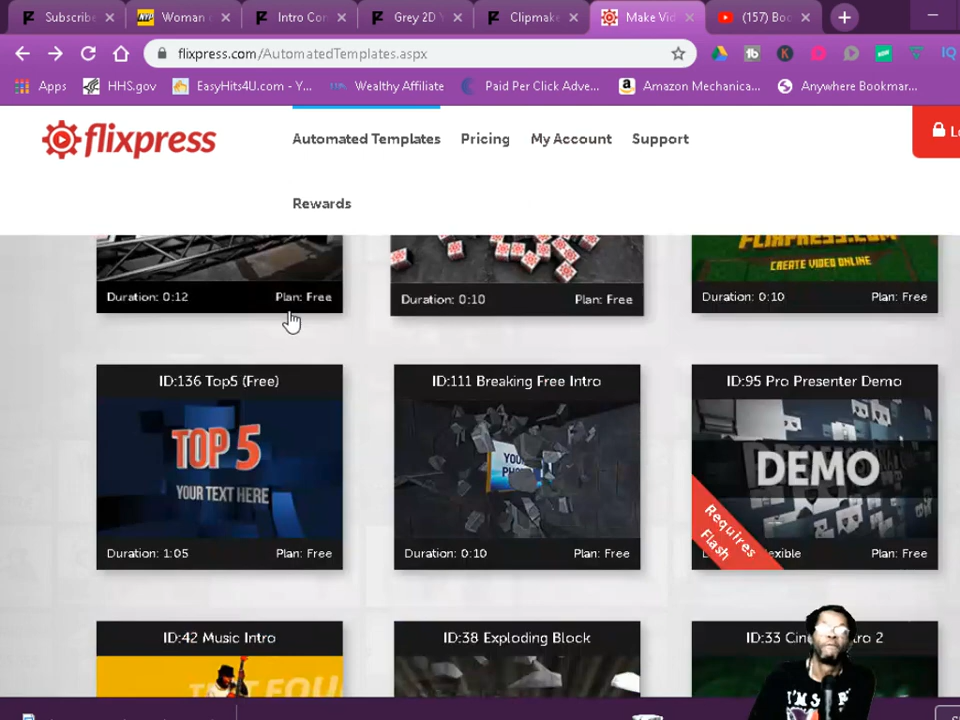 Subscribe
Woman
Intro Con
Grey 2D Y
Clipmake
Make Vid
(157) Boo
flixpress.com/AutomatedTemplates.aspx
Apps
HHS.gov
EasyHits4U.com - Y...
Wealthy Affiliate
Paid Per Click Adve...
Amazon Mechanica...
Anywhere Bookmar...
flixpress
Automated Templates
Pricing
My Account
Support
Rewards
FLIXPRESS.COM
CREATE VIDEO ONLINE
Duration: 0:12
Plan: Free
Duration: 0:10
Plan: Free
Duration: 0:10
Plan: Free
ID:136 Top5 (Free)
TOP 5
YOUR TEXT HERE
Duration: 1:05
Plan: Free
ID:111 Breaking Free Intro
Duration: 0:10
Plan: Free
ID:95 Pro Presenter Demo
DEMO
Requires
Flash
Plan: Free
ID:42 Music Intro
ID:38 Exploding Block